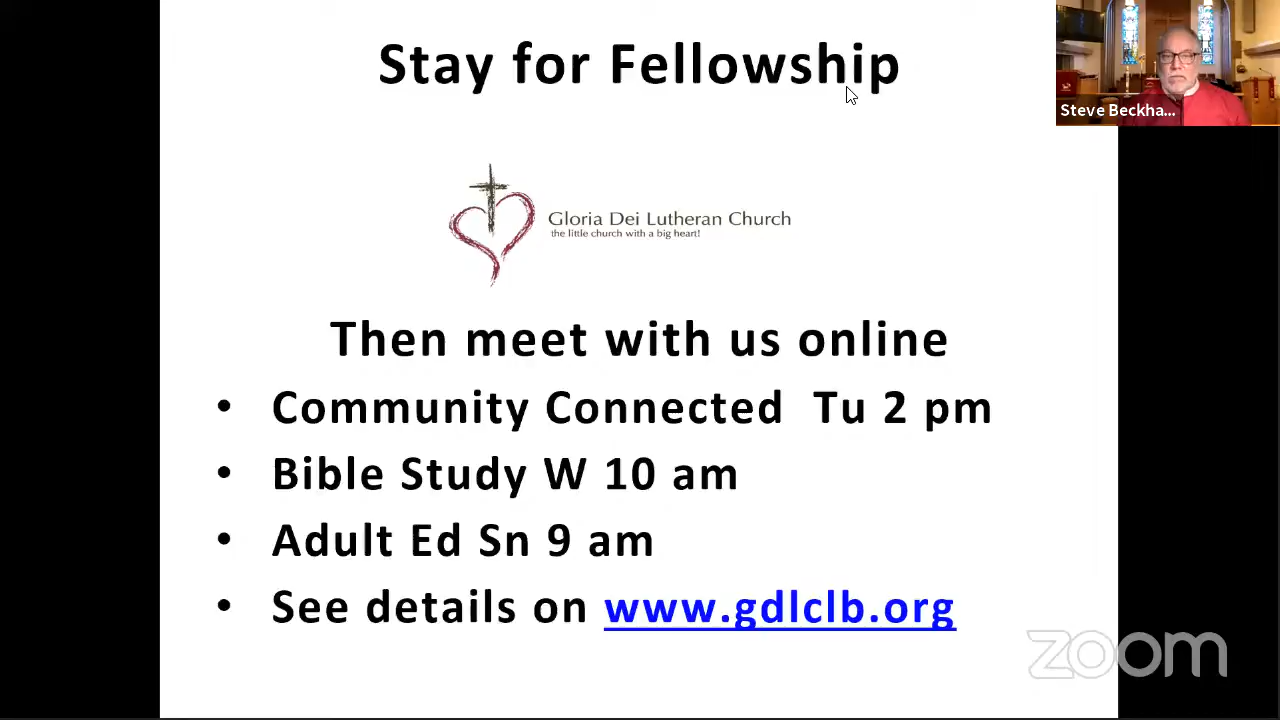 Stay for Fellowship
Steve Beckha...
Gloria Dei Lutheran Church
the little church with a big heart!
Then meet with us online
• Community Connected  Tu 2 pm
• Bible Study W 10 am
• Adult Ed Sn 9 am
• See details on www.gdlclb.org
zoom